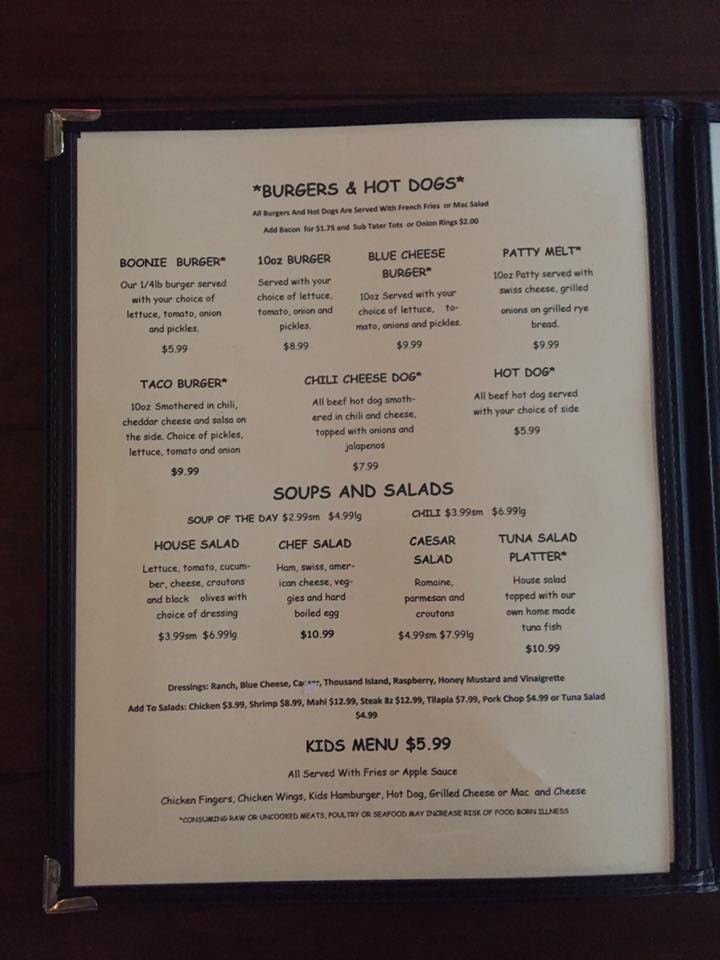 *BURGERS & HOT DOGS*
All Burgers And Hot Dogs Are Served With French Fries or Mac Salad
Add Bacon for $1.75 and Sub Tater Tots or Onion Rings $2.00
BOONIE BURGER*
Our 1/4lb burger served
with your choice of
lettuce, tomato, onion
and pickles.
$5.99
10oz BURGER
Served with your
choice of lettuce,
tomato, onion and
pickles.
$8.99
BLUE CHEESE
BURGER*
10oz Served with your
choice of lettuce, to-
mato, onions and pickles.
$9.99
PATTY MELT*
10oz Patty served with
swiss cheese, grilled
onions on grilled rye
bread.
$9.99
TACO BURGER*
10oz Smothered in chili,
cheddar cheese and salsa on
the side. Choice of pickles,
lettuce, tomato and onion
$9.99
CHILI CHEESE DOG*
All beef hot dog smoth-
ered in chili and cheese,
topped with onions and
jalapenos
$7.99
HOT DOG*
All beef hot dog served
with your choice of side
$5.99
SOUPS AND SALADS
SOUP OF THE DAY $2.99sm $4.99lg
CHILI $3.99sm $6.99lg
HOUSE SALAD
Lettuce, tomato, cucum-
ber, cheese, croutons
and black olives with
choice of dressing
$3.99sm $6.99lg
CHEF SALAD
Ham, swiss, amer-
ican cheese, veg-
gies and hard
boiled egg
$10.99
CAESAR
SALAD
Romaine,
parmesan and
croutons
$4.99sm $7.99lg
TUNA SALAD
PLATTER*
House salad
topped with our
own home made
tuna fish
$10.99
Dressings: Ranch, Blue Cheese, Caesar, Thousand Island, Raspberry, Honey Mustard and Vinaigrette
Add To Salads: Chicken $3.99, Shrimp $8.99, Mahi $12.99, Steak 8z $12.99, Tilapia $7.99, Pork Chop $4.99 or Tuna Salad
$4.99
KIDS MENU $5.99
All Served With Fries or Apple Sauce
Chicken Fingers, Chicken Wings, Kids Hamburger, Hot Dog, Grilled Cheese or Mac and Cheese
*CONSUMING RAW OR UNCOOKED MEATS, POULTRY OR SEAFOOD MAY INCREASE RISK OF FOOD BORN ILLNESS